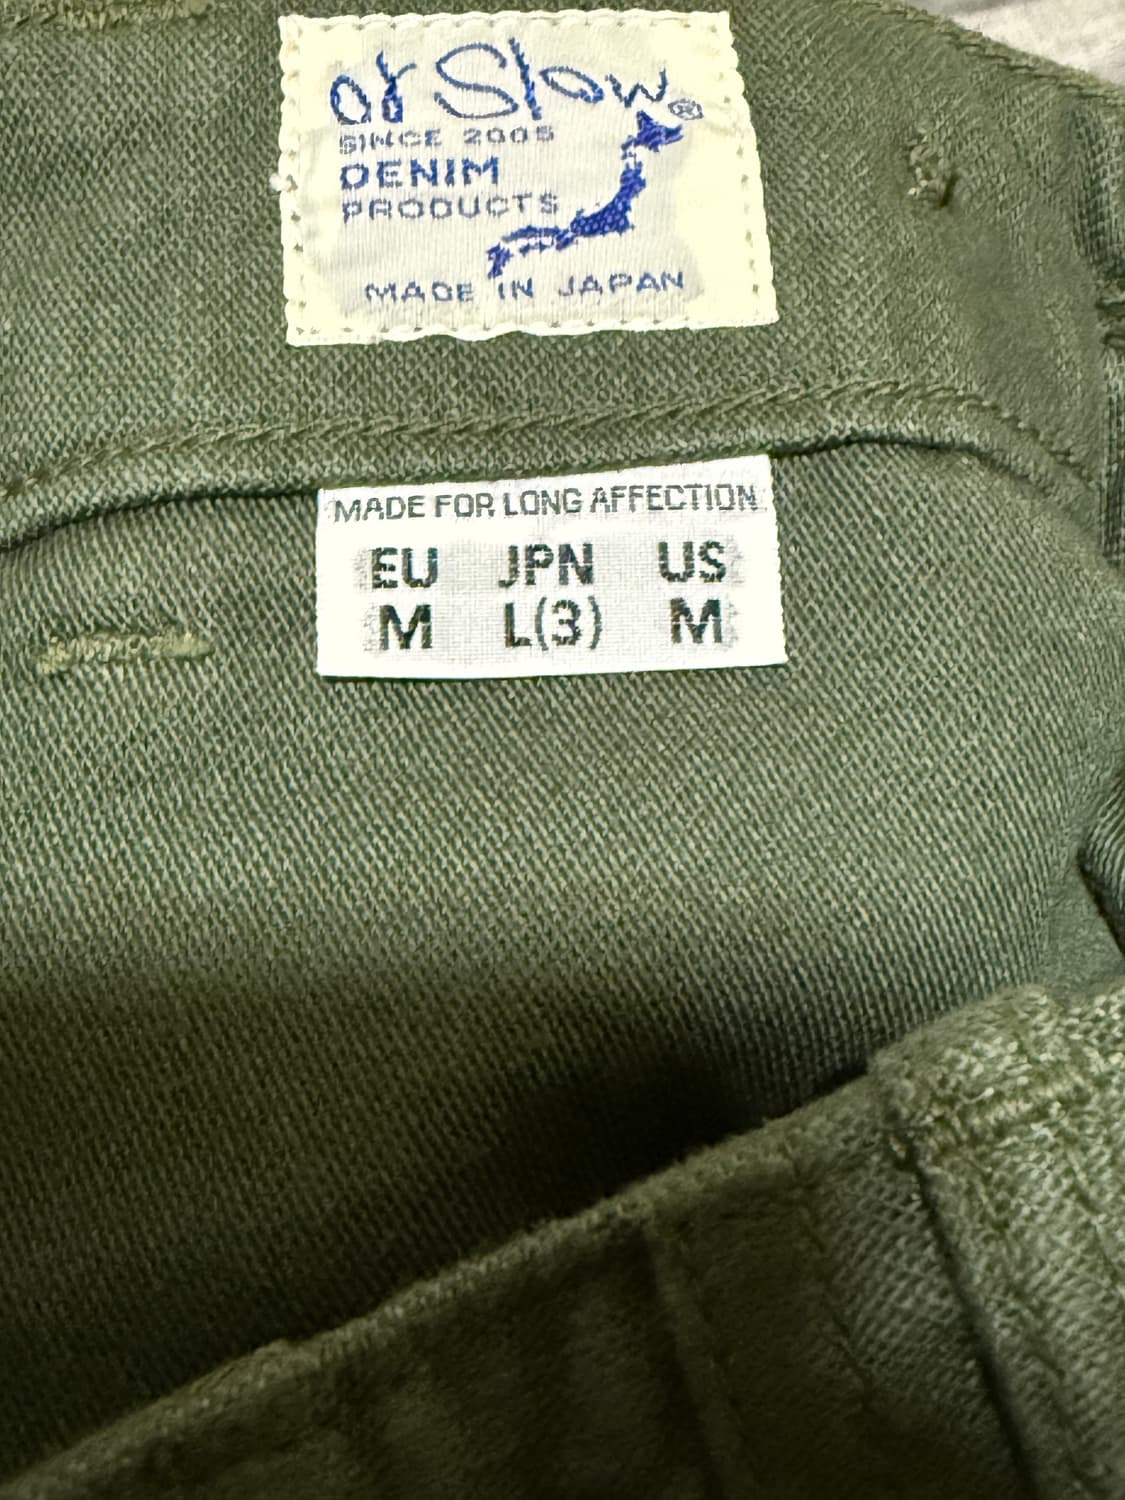 or Slow®
SINCE 2005
DENIM
PRODUCTS
MADE IN JAPAN
MADE FOR LONG AFFECTION
EU JPN US
M L(3) M